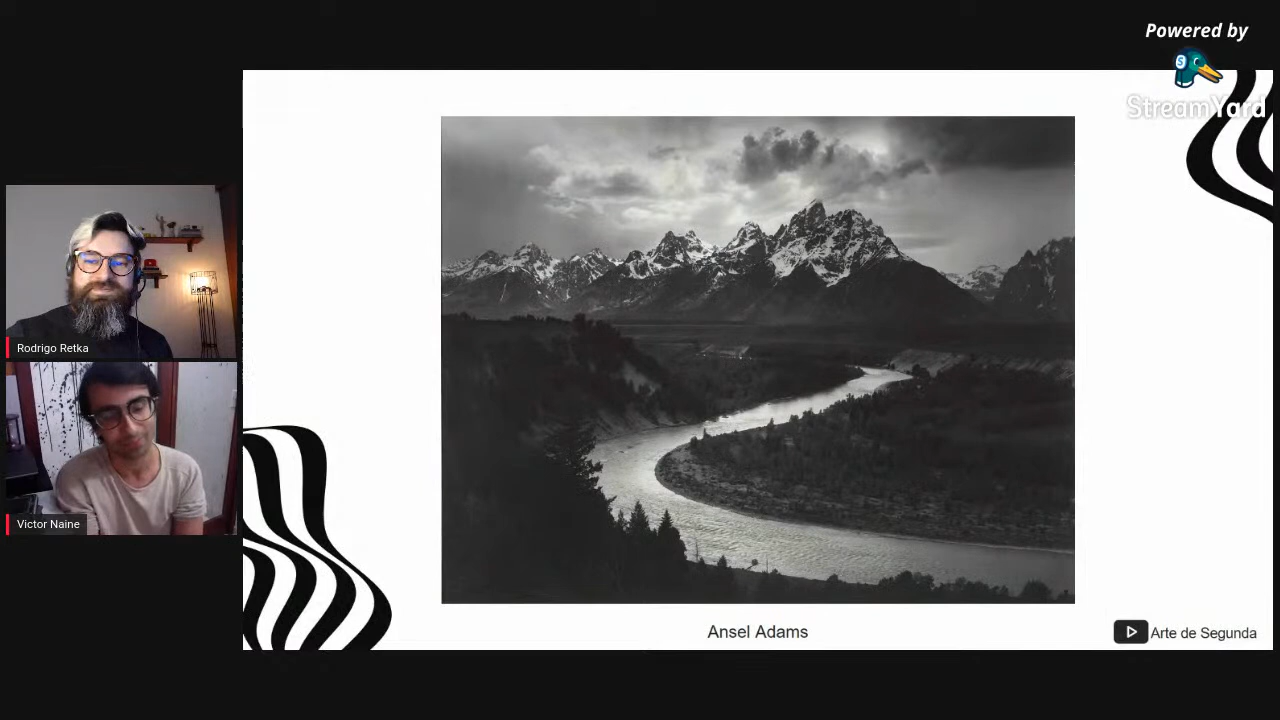 Powered by
StreamYard
Rodrigo Retka
Victor Naine
Ansel Adams
Arte de Segunda